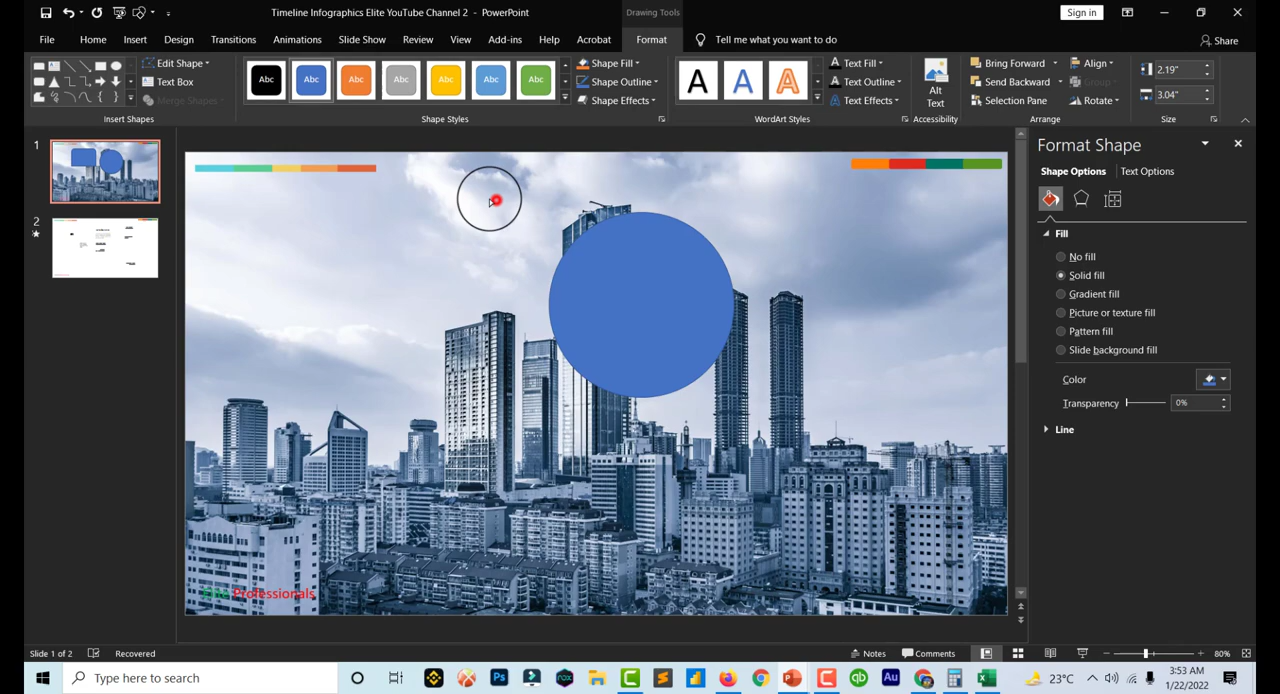 Timeline Infographics Elite YouTube Channel 2 - PowerPoint
Drawing Tools
Sign in
File
Home
Insert
Design
Transitions
Animations
Slide Show
Review
View
Add-ins
Help
Acrobat
Format
Tell me what you want to do
Share
Edit Shape
Text Box
Merge Shapes
Insert Shapes
Abc
Abc
Abc
Abc
Abc
Abc
Abc
Shape Fill
Shape Outline
Shape Effects
Shape Styles
A
A
A
Text Fill
Text Outline
Text Effects
WordArt Styles
Alt
Text
Accessibility
Bring Forward
Send Backward
Selection Pane
Align
Group
Rotate
Arrange
2.19"
3.04"
Size
1
2
Elite Professionals
Format Shape
Shape Options
Text Options
Fill
No fill
Solid fill
Gradient fill
Picture or texture fill
Pattern fill
Slide background fill
Color
Transparency
0%
Line
Slide 1 of 2
Recovered
Notes
Comments
80%
Type here to search
23°C
3:53 AM
1/22/2022